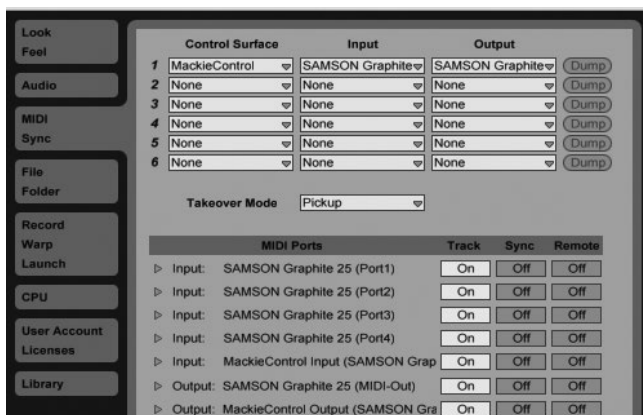 Look
Feel
Audio
MIDI
Sync
File
Folder
Record
Warp
Launch
CPU
User Account
Licenses
Library
Control Surface Input Output
1 MackieControl SAMSON Graphite SAMSON Graphite Dump
2 None None None Dump
3 None None None Dump
4 None None None Dump
5 None None None Dump
6 None None None Dump
Takeover Mode Pickup
MIDI Ports Track Sync Remote
Input: SAMSON Graphite 25 (Port1) On Off Off
Input: SAMSON Graphite 25 (Port2) On Off Off
Input: SAMSON Graphite 25 (Port3) On Off Off
Input: SAMSON Graphite 25 (Port4) On Off Off
Input: MackieControl Input (SAMSON Grap On Off Off
Output: SAMSON Graphite 25 (MIDI-Out) On Off Off
Output: MackieControl Output (SAMSON Gra On Off Off